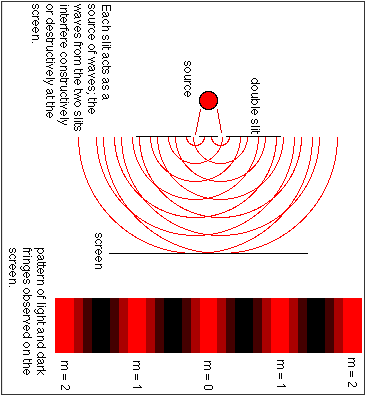 double slit
source
screen
Each slit acts as a
source of waves; the
waves from the two slits
interfere constructively
or destructively at the
screen.
m = 2
m = 1
m = 0
m = 1
m = 2
pattern of light and dark
fringes observed on the
screen.